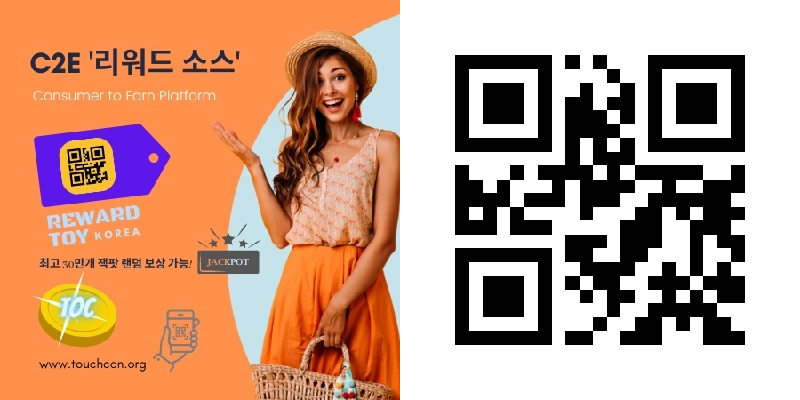 C2E '리워드 소스'
Consumer to Earn Platform
REWARD
TOY KOREA
최고 30만개 잭팟 랜덤 보상 가능!
JACKPOT
TOC
www.touchcon.org